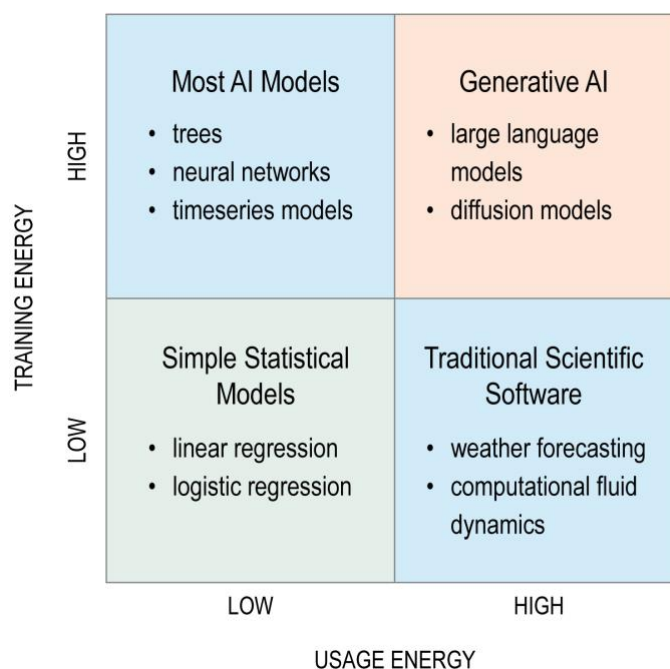 Most AI Models
• trees
• neural networks
• timeseries models
Generative AI
• large language
models
• diffusion models
HIGH
TRAINING ENERGY
Simple Statistical
Models
• linear regression
• logistic regression
Traditional Scientific
Software
• weather forecasting
• computational fluid
dynamics
LOW
LOW
HIGH
USAGE ENERGY